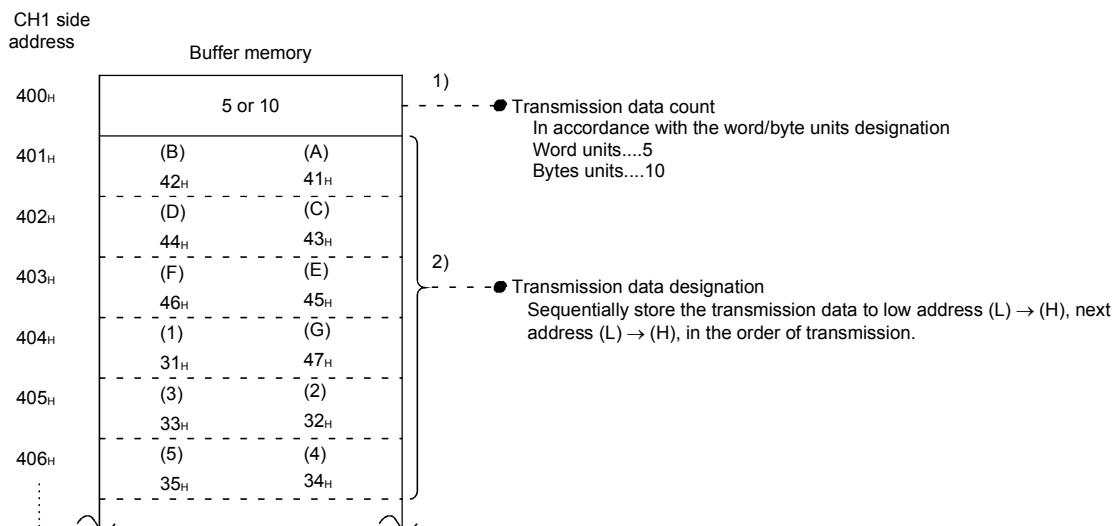 CH1 side
address
Buffer memory
400H
5 or 10
1)
Transmission data count
In accordance with the word/byte units designation
Word units....5
Bytes units....10
401H
(B) (A)
42H 41H
402H
(D) (C)
44H 43H
403H
(F) (E)
46H 45H
2)
Transmission data designation
Sequentially store the transmission data to low address (L) → (H), next
address (L) → (H), in the order of transmission.
404H
(1) (G)
31H 47H
405H
(3) (2)
33H 32H
406H
(5) (4)
35H 34H